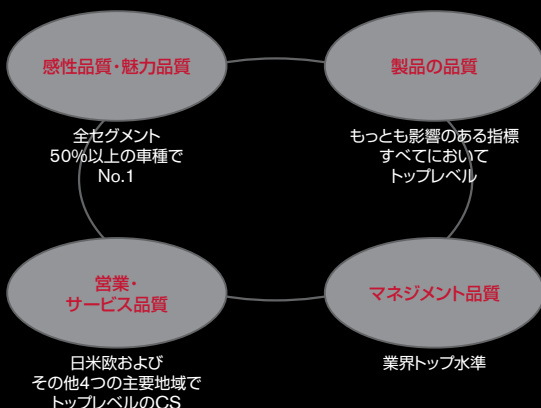 感性品質・魅力品質
全セグメント
50%以上の車種で
No.1
製品の品質
もっとも影響のある指標
すべてにおいて
トップレベル
営業・
サービス品質
日米欧および
その他4つの主要地域で
トップレベルのCS
マネジメント品質
業界トップ水準